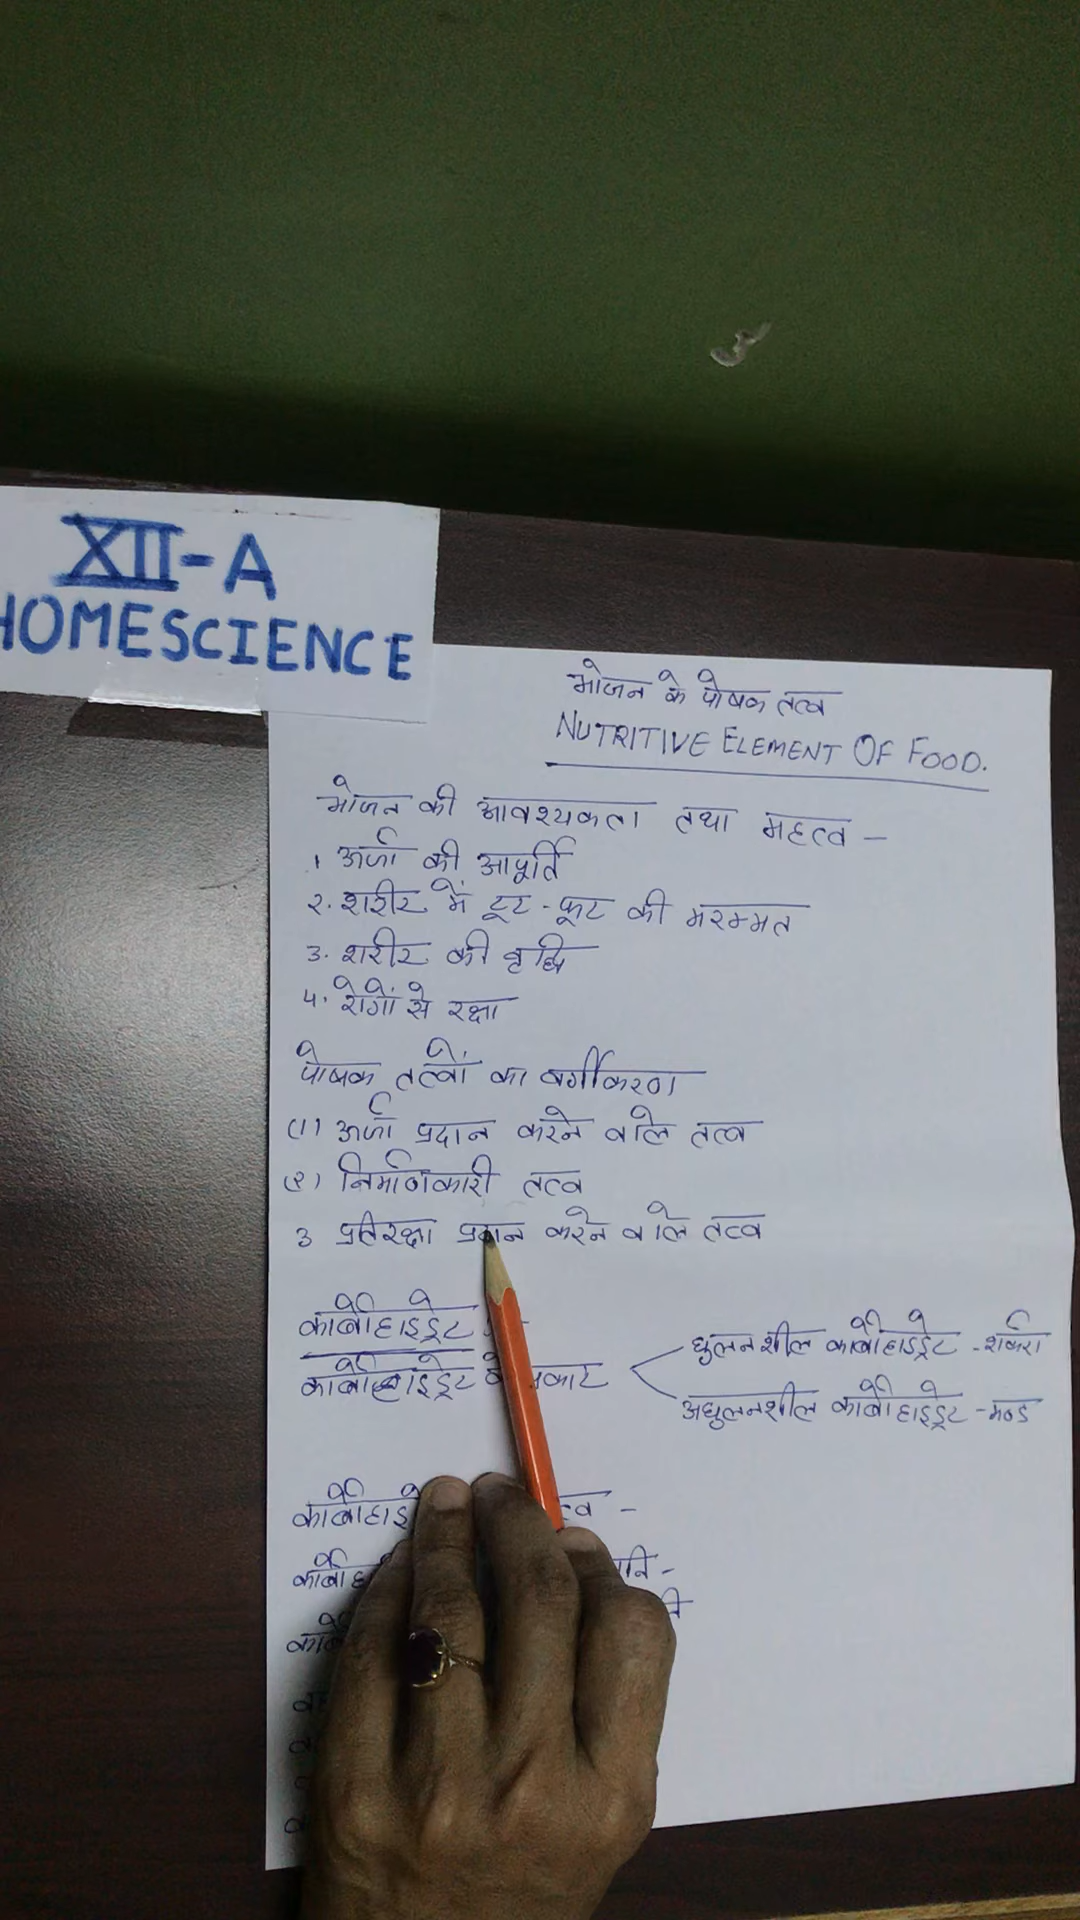 XII-A
HOMESCIENCE
भोजन के पोषक तत्व
NUTRITIVE ELEMENT OF FOOD.
भोजन की आवश्यकता तथा महत्व -
1 ऊर्जा की आपूर्ति
२. शरीर में टूट-फूट की मरम्मत
3. शरीर की वृद्धि
4. रोगों से रक्षा
पोषक तत्वों का वर्गीकरण
(1) ऊर्जा प्रदान करने वाले तत्व
(२) निर्माणकारी तत्व
3 प्रतिरक्षा प्रदान करने वाले तत्व
कार्बोहाइड्रेट
कार्बोहाइड्रेट के प्रकार
घुलनशील कार्बोहाइड्रेट - शर्करा
अघुलनशील कार्बोहाइड्रेट - मण्ड